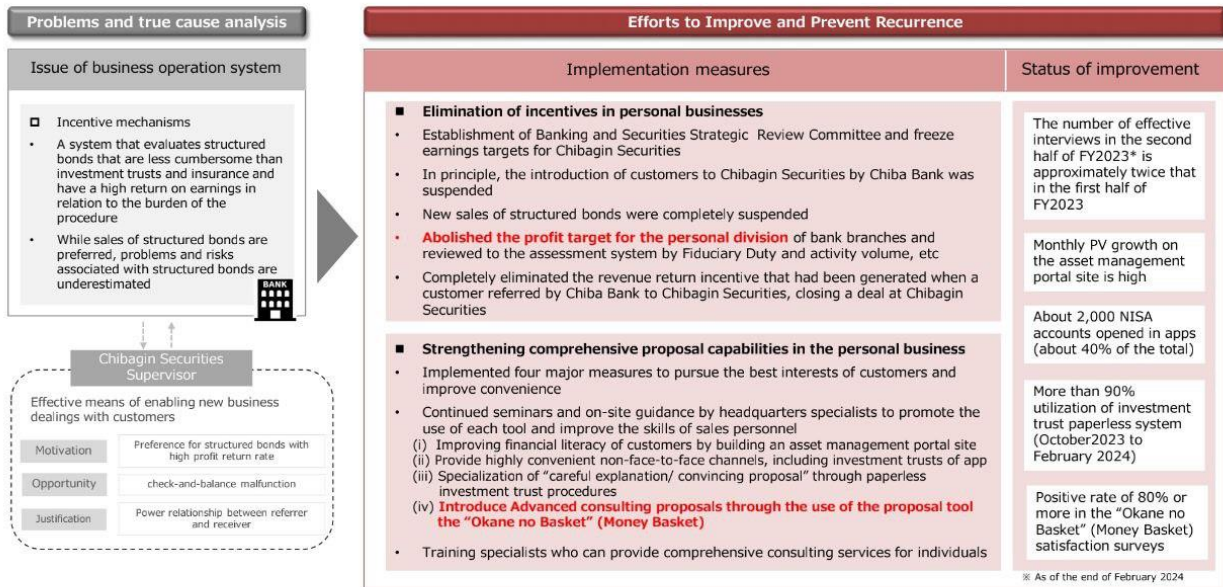 Problems and true cause analysis
Issue of business operation system
Incentive mechanisms
• A system that evaluates structured
bonds that are less cumbersome than
investment trusts and insurance and
have a high return on earnings in
relation to the burden of the
procedure
• While sales of structured bonds are
preferred, problems and risks
associated with structured bonds are
underestimated
BANK
Chibagin Securities
Supervisor
Effective means of enabling new business
dealings with customers
Motivation
Preference for structured bonds with
high profit return rate
Opportunity
check-and-balance malfunction
Justification
Power relationship between referrer
and receiver
Efforts to Improve and Prevent Recurrence
Implementation measures
■ Elimination of incentives in personal businesses
• Establishment of Banking and Securities Strategic Review Committee and freeze
earnings targets for Chibagin Securities
• In principle, the introduction of customers to Chibagin Securities by Chiba Bank was
suspended
• New sales of structured bonds were completely suspended
• Abolished the profit target for the personal division of bank branches and
reviewed to the assessment system by Fiduciary Duty and activity volume, etc
• Completely eliminated the revenue return incentive that had been generated when a
customer referred by Chiba Bank to Chibagin Securities, closing a deal at Chibagin
Securities
■ Strengthening comprehensive proposal capabilities in the personal business
• Implemented four major measures to pursue the best interests of customers and
improve convenience
• Continued seminars and on-site guidance by headquarters specialists to promote the
use of each tool and improve the skills of sales personnel
(i) Improving financial literacy of customers by building an asset management portal site
(ii) Provide highly convenient non-face-to-face channels, including investment trusts of app
(iii) Specialization of "careful explanation/ convincing proposal" through paperless
investment trust procedures
(iv) Introduce Advanced consulting proposals through the use of the proposal tool
the "Okane no Basket" (Money Basket)
• Training specialists who can provide comprehensive consulting services for individuals
Status of improvement
The number of effective
interviews in the second
half of FY2023* is
approximately twice that
in the first half of
FY2023
Monthly PV growth on
the asset management
portal site is high
About 2,000 NISA
accounts opened in apps
(about 40% of the total)
More than 90%
utilization of investment
trust paperless system
(October2023 to
February 2024)
Positive rate of 80% or
more in the "Okane no
Basket" (Money Basket)
satisfaction surveys
※ As of the end of February 2024